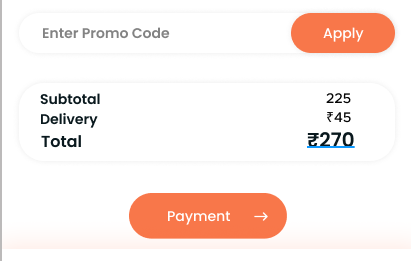 Enter Promo Code Apply
Subtotal 225
Delivery ₹45
Total ₹270
Payment →